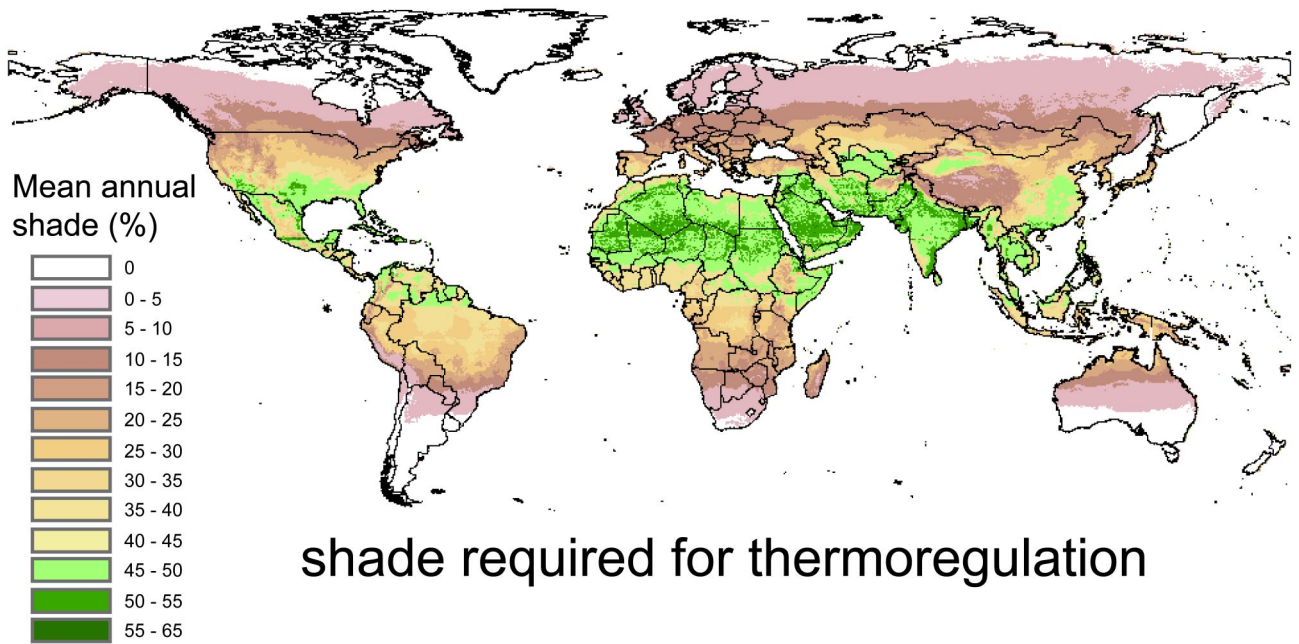 Mean annual
shade (%)
0
0 - 5
5 - 10
10 - 15
15 - 20
20 - 25
25 - 30
30 - 35
35 - 40
40 - 45
45 - 50
50 - 55
55 - 65
shade required for thermoregulation